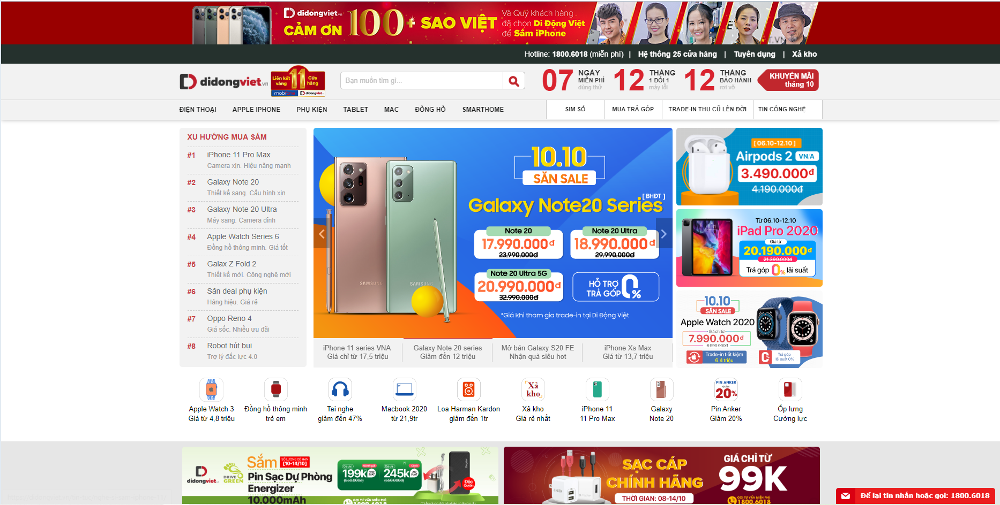 didongviet.vn
CẢM ƠN 100+ SAO VIỆT
Và Quý khách hàng
đã chọn Di Động Việt
để Sắm iPhone
Hotline: 1800.6018 (miễn phí) | Hệ thống 25 cửa hàng | Tuyển dụng | Xả kho
didongviet.vn
Liên kết vàng 11 Cửa hàng
didongviet
Bạn muốn tìm gì...
07 NGÀY MIỄN PHÍ dùng thử
12 THÁNG 1 ĐỔI 1 máy lỗi
12 THÁNG BẢO HÀNH rơi vỡ
KHUYẾN MÃI
tháng 10
ĐIỆN THOẠI APPLE IPHONE PHỤ KIỆN TABLET MAC ĐỒNG HỒ SMARTHOME
SIM SỐ MUA TRẢ GÓP TRADE-IN THU CŨ LÊN ĐỜI TIN CÔNG NGHỆ
XU HƯỚNG MUA SẮM
#1 iPhone 11 Pro Max
Camera xịn. Hiệu năng mạnh
#2 Galaxy Note 20
Thiết kế sang. Cấu hình xịn
#3 Galaxy Note 20 Ultra
Máy sang. Camera đỉnh
#4 Apple Watch Series 6
Đồng hồ thông minh. Giá tốt
#5 Galax Z Fold 2
Thiết kế mới. Công nghệ mới
#6 Săn deal phụ kiện
Hàng hiệu. Giá rẻ
#7 Oppo Reno 4
Giá sốc. Nhiều ưu đãi
#8 Robot hút bụi
Trợ lý đắc lực 4.0
SAMSUNG
SAMSUNG
10.10
SĂN SALE
[ BHĐT ]
Galaxy Note20 Series
Note 20
17.990.000đ
23.990.000đ
Note 20 Ultra
18.990.000đ
29.990.000đ
Note 20 Ultra 5G
20.990.000đ
32.990.000đ
HỖ TRỢ
TRẢ GÓP 0%
*Giá khi tham gia trade-in tại Di Động Việt
iPhone 11 series VNA
Giá chỉ từ 17,5 triệu
Galaxy Note 20 series
Giảm đến 12 triệu
Mở bán Galaxy S20 FE
Nhận quà siêu hot
iPhone Xs Max
Giá từ 13,7 triệu
[ 06.10-12.10 ]
Airpods 2 VN/A
3.490.000đ
4.190.000đ
Từ 06.10-12.10
iPad Pro 2020
Giá từ
20.190.000đ
21.390.000đ
Trả góp 0% lãi suất
10.10
SĂN SALE
Apple Watch 2020
Giá chỉ từ
7.990.000đ
8.990.000đ
Trade-in tiết kiệm
6.4 triệu
0% Trả góp
lãi suất 0%
Apple Watch 3
Giá từ 4,8 triệu
Đồng hồ thông minh
trẻ em
Tai nghe
giảm đến 47%
Macbook 2020
từ 21,9tr
Loa Harman Kardon
giảm đến 1tr
Xả
kho
Xả kho
Giá rẻ nhất
iPhone 11
11 Pro Max
Galaxy
Note 20
PIN ANKER
GIẢM
20%
Pin Anker
Giảm 20%
Ốp lưng
Cường lực
didongviet.vn
DRIVE GREEN
Sắm
SỐ LƯỢNG CÓ HẠN
[10-14/10]
Pin Sạc Dự Phòng
Energizer
10.000mAh
Giá chỉ
199k
(550.000đ)
Giá chỉ
245k
(550.000đ)
Độc
Quyền
GỌI TƯ VẤN MIỄN PHÍ:
1800.6018
SẠC CÁP
CHÍNH HÃNG
THỜI GIAN: 08-14/10
ANKER
GIÁ CHỈ TỪ
99K
GỌI TƯ VẤN MIỄN PHÍ:
1800.6018
Để lại tin nhắn hoặc gọi: 1800.6018